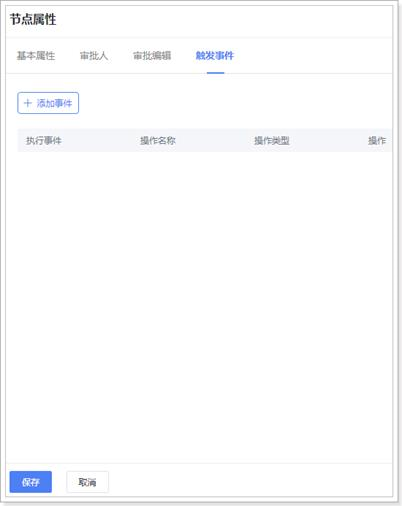 节点属性
基本属性 审批人 审批编辑 触发事件
+ 添加事件
执行事件 操作名称 操作类型 操作
保存 取消